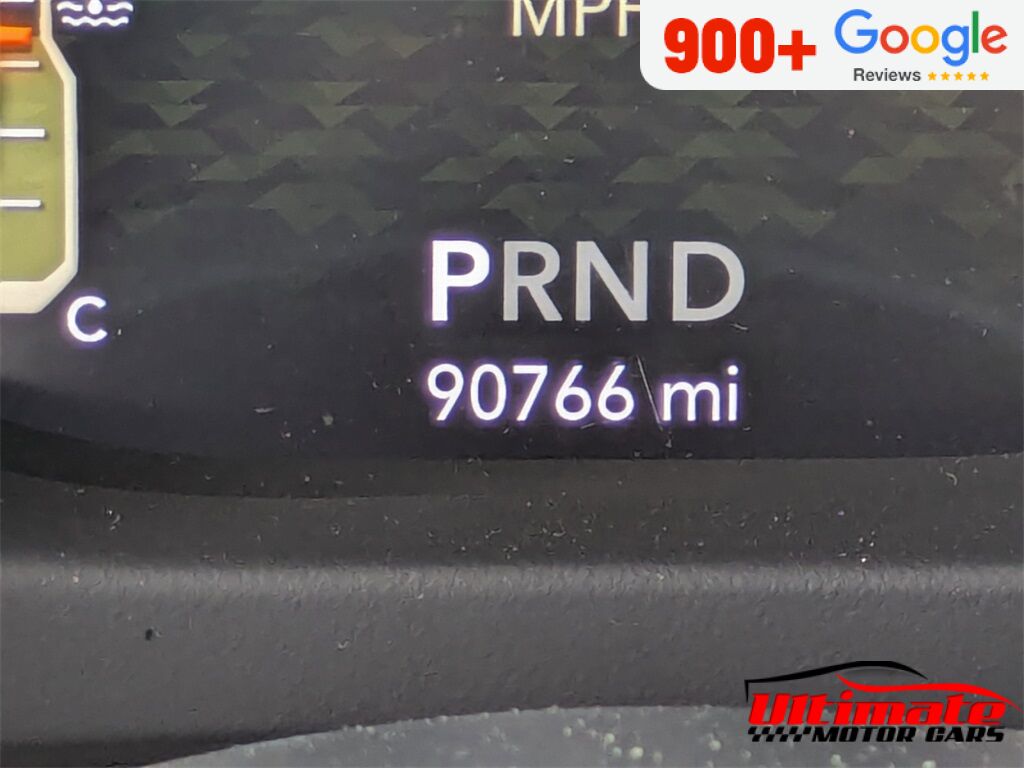 MPH
900+ Google
Reviews
C
PRND
90766 mi
Ultimate
MOTOR CARS